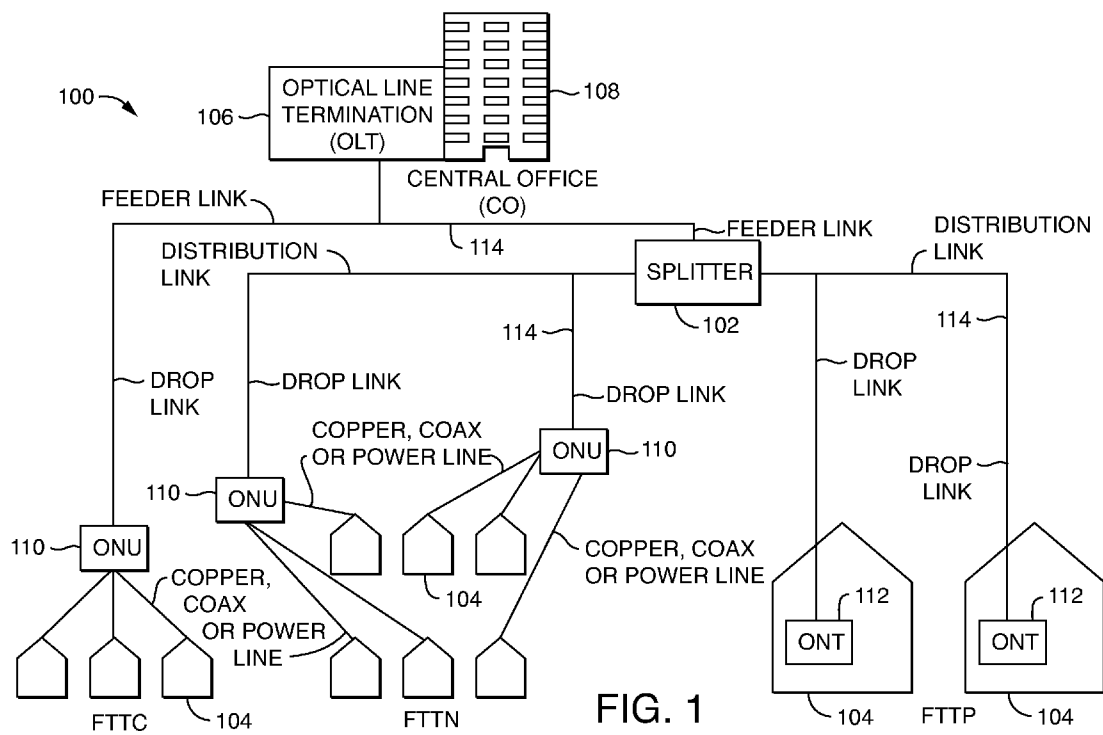 100
106
OPTICAL LINE
TERMINATION
(OLT)
108
CENTRAL OFFICE
(CO)
FEEDER LINK
114
FEEDER LINK
DISTRIBUTION
LINK
SPLITTER
102
DISTRIBUTION
LINK
114
114
DROP
LINK
DROP LINK
DROP LINK
DROP
LINK
DROP
LINK
COPPER, COAX
OR POWER LINE
ONU
110
110
ONU
110
ONU
COPPER,
COAX
OR POWER
LINE
104
COPPER, COAX
OR POWER LINE
112
ONT
112
ONT
FTTC
104
FTTN
FIG. 1
104
FTTP
104